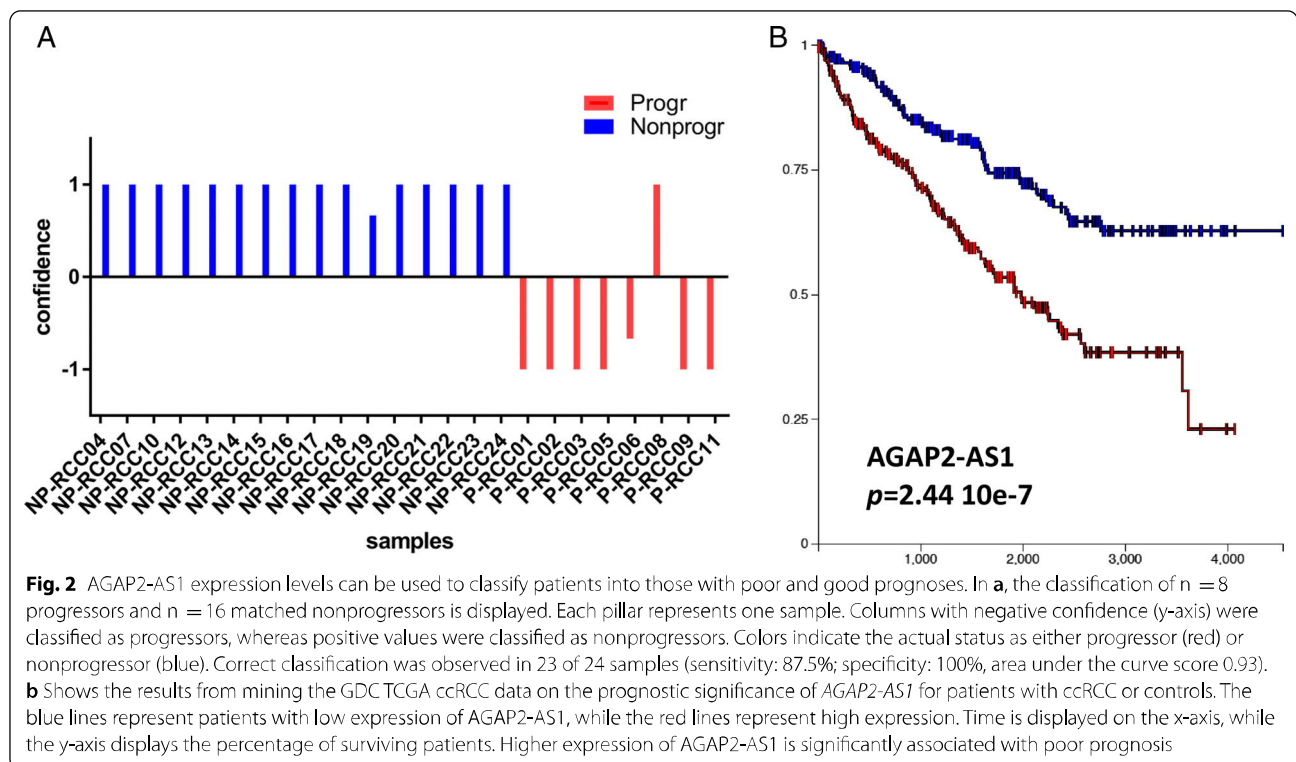 A
Progr
Nonprogr
1
0
-1
confidence
NP-RCC04
NP-RCC07
NP-RCC10
NP-RCC12
NP-RCC13
NP-RCC14
NP-RCC15
NP-RCC16
NP-RCC17
NP-RCC18
NP-RCC19
NP-RCC20
NP-RCC21
NP-RCC22
NP-RCC23
NP-RCC24
P-RCC01
P-RCC02
P-RCC03
P-RCC05
P-RCC06
P-RCC08
P-RCC09
P-RCC11
samples
B
1
0.75
0.5
0.25
0
AGAP2-AS1
p=2.44 10e-7
1,000 2,000 3,000 4,000
Fig. 2 AGAP2-AS1 expression levels can be used to classify patients into those with poor and good prognoses. In a, the classification of n = 8
progressors and n = 16 matched nonprogressors is displayed. Each pillar represents one sample. Columns with negative confidence (y-axis) were
classified as progressors, whereas positive values were classified as nonprogressors. Colors indicate the actual status as either progressor (red) or
nonprogressor (blue). Correct classification was observed in 23 of 24 samples (sensitivity: 87.5%; specificity: 100%, area under the curve score 0.93).
b Shows the results from mining the GDC TCGA ccRCC data on the prognostic significance of AGAP2-AS1 for patients with ccRCC or controls. The
blue lines represent patients with low expression of AGAP2-AS1, while the red lines represent high expression. Time is displayed on the x-axis, while
the y-axis displays the percentage of surviving patients. Higher expression of AGAP2-AS1 is significantly associated with poor prognosis